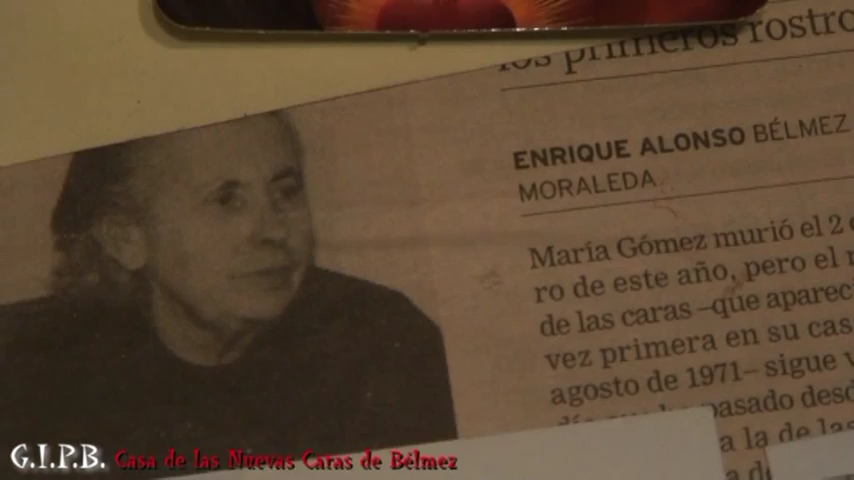 los primeros rostro
ENRIQUE ALONSO BÉLMEZ
MORALEDA
María Gómez murió el 2
ro de este año, pero el
de las caras –que apareci
vez primera en su cas
agosto de 1971– sigue
pasado desd
a la de las
G.I.P.B. Casa de las Nuevas Caras de Bélmez